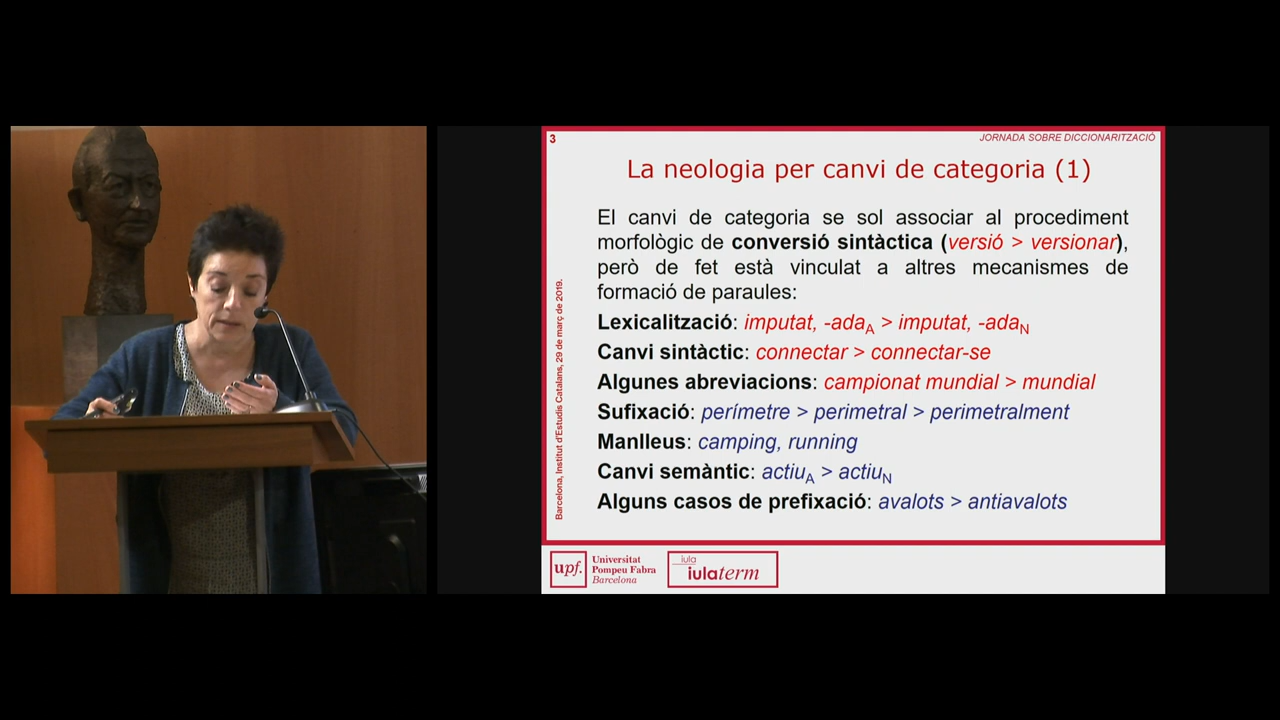 3
JORNADA SOBRE DICCIONARITZACIÓ
La neologia per canvi de categoria (1)
El canvi de categoria se sol associar al procediment
morfològic de conversió sintàctica (versió > versionar),
però de fet està vinculat a altres mecanismes de
formació de paraules:
Lexicalització: imputat, -adaA > imputat, -adaN
Canvi sintàctic: connectar > connectar-se
Algunes abreviacions: campionat mundial > mundial
Sufixació: perímetre > perimetral > perimetralment
Manlleus: camping, running
Canvi semàntic: actiuA > actiuN
Alguns casos de prefixació: avalots > antiavalots
Barcelona, Institut d'Estudis Catalans, 29 de març de 2019.
upf.
Universitat
Pompeu Fabra
Barcelona
iula
iulaterm